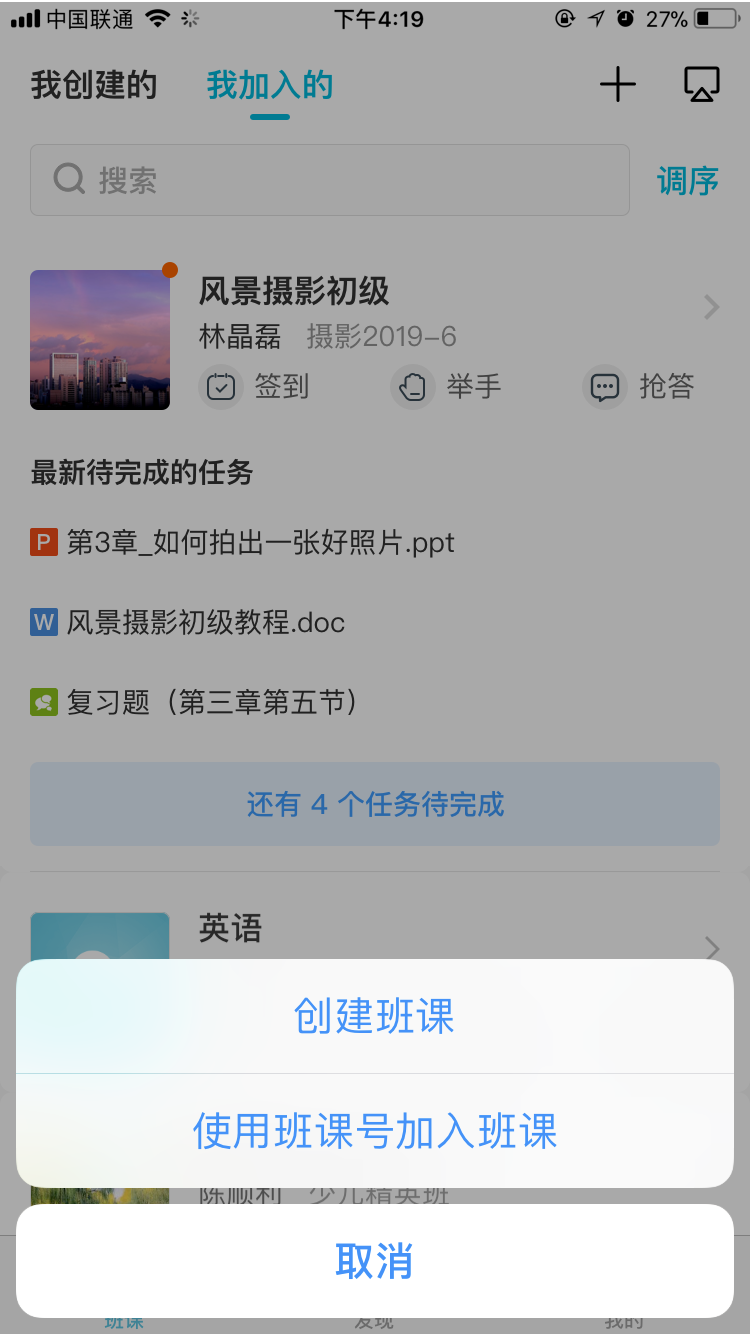 中国联通 下午4:19 27%
我创建的 我加入的
搜索 调序
风景摄影初级
林晶磊 摄影2019-6
签到 举手 抢答
最新待完成的任务
P 第3章_如何拍出一张好照片.ppt
W 风景摄影初级教程.doc
复习题（第三章第五节）
还有 4 个任务待完成
英语
创建班课
使用班课号加入班课
陈顺利 少儿精英班
取消
班课 发现 我的